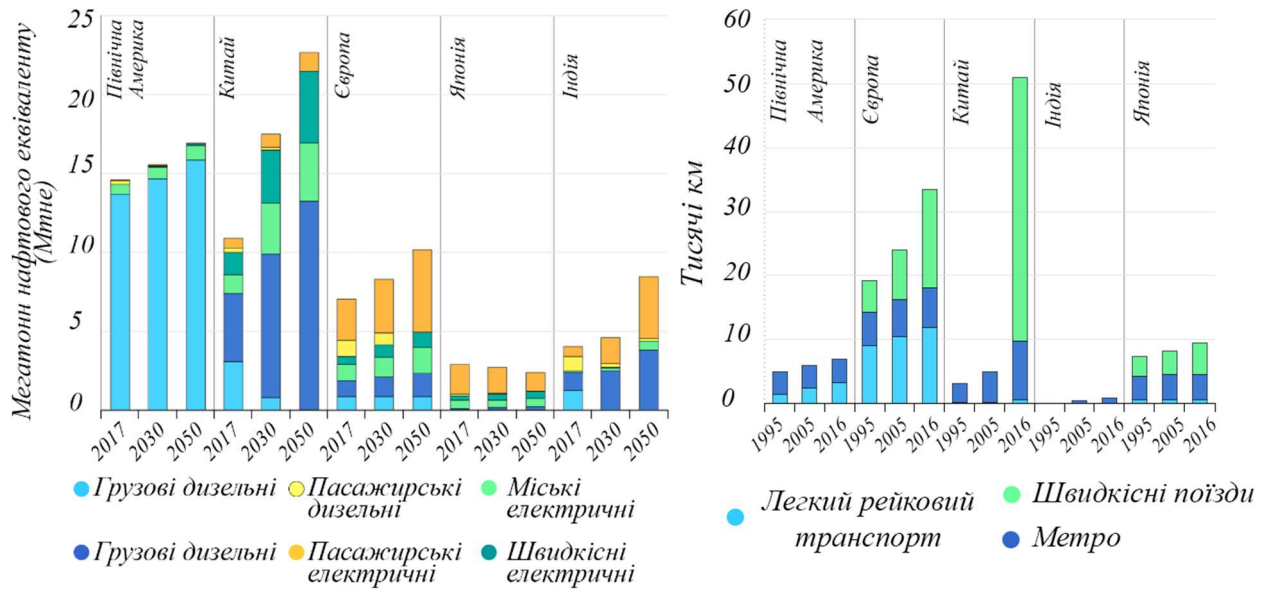 Мегатонн нафтового еквіваленту
(Мтне)
25
20
15
10
5
0
Північна
Америка
Китай
Європа
Японія
Індія
2017
2030
2050
2017
2030
2050
2017
2030
2050
2017
2030
2050
2017
2030
2050
Грузові дизельні
Пасажирські
дизельні
Міські
електричні
Грузові дизельні
Пасажирські
електричні
Швидкісні
електричні
Тисячі км
60
50
40
30
20
10
0
Північна
Америка
Європа
Китай
Індія
Японія
1995
2005
2016
1995
2005
2016
1995
2005
2016
1995
2005
2016
1995
2005
2016
Легкий рейковий
транспорт
Швидкісні поїзди
Метро